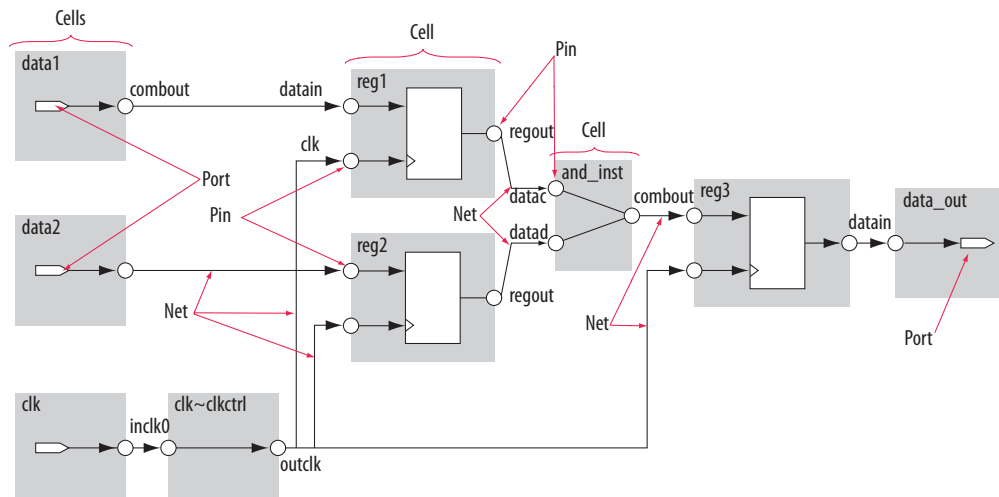 Cells
Cell
Pin
data1
combout
datain
reg1
regout
clk
Cell
Port
Pin
and_inst
Net
datac
combout
reg3
data_out
data2
reg2
datad
datain
regout
Net
Net
Port
clk
inclk0
clk~clkctrl
outclk